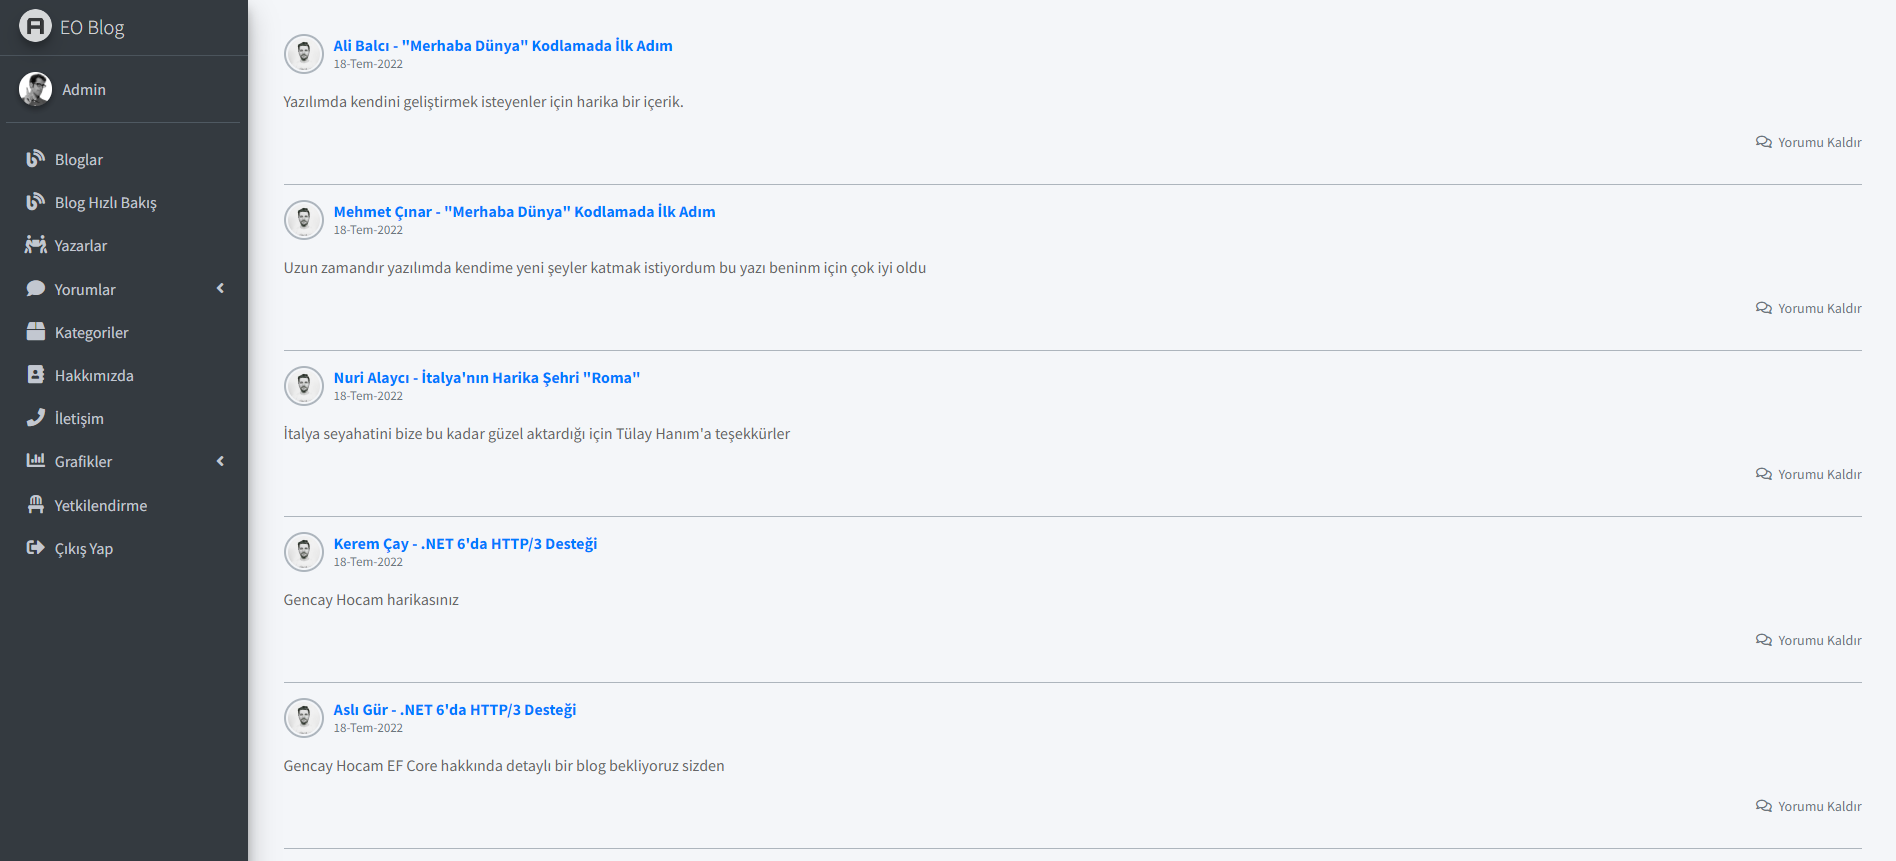 EO Blog
Admin
Bloglar
Blog Hızlı Bakış
Yazarlar
Yorumlar
Kategoriler
Hakkımızda
İletişim
Grafikler
Yetkilendirme
Çıkış Yap
Ali Balcı - "Merhaba Dünya" Kodlamada İlk Adım
18-Tem-2022
Yazılımda kendini geliştirmek isteyenler için harika bir içerik.
Yorumu Kaldır
Mehmet Çınar - "Merhaba Dünya" Kodlamada İlk Adım
18-Tem-2022
Uzun zamandır yazılımda kendime yeni şeyler katmak istiyordum bu yazı beninm için çok iyi oldu
Yorumu Kaldır
Nuri Alaycı - İtalya'nın Harika Şehri "Roma"
18-Tem-2022
İtalya seyahatini bize bu kadar güzel aktardığı için Tülay Hanım'a teşekkürler
Yorumu Kaldır
Kerem Çay - .NET 6'da HTTP/3 Desteği
18-Tem-2022
Gencay Hocam harikasınız
Yorumu Kaldır
Aslı Gür - .NET 6'da HTTP/3 Desteği
18-Tem-2022
Gencay Hocam EF Core hakkında detaylı bir blog bekliyoruz sizden
Yorumu Kaldır